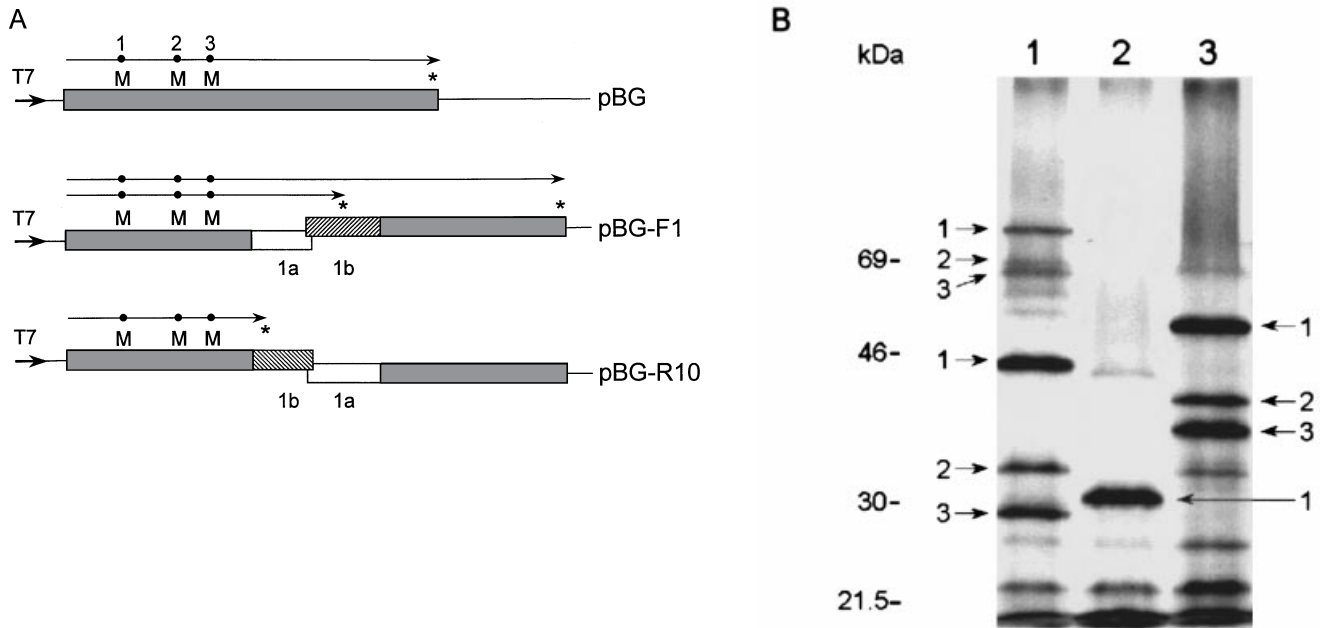 A
1 2 3
T7 M M M *
pBG
*
T7 M M M *
pBG-F1
1a 1b
*
T7 M M M
pBG-R10
1b 1a
B
kDa 1 2 3
1
69- 2
3
1
46- 1
2
3
2
30- 1
3
21.5-